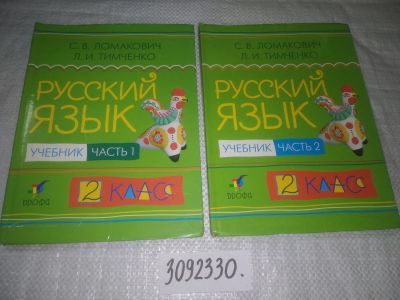 С. В. ЛОМАКОВИЧ
Л. И. ТИМЧЕНКО
РУССКИЙ
ЯЗЫК
УЧЕБНИК ЧАСТЬ 1
2 КЛАСС
ДРОФА
С. В. ЛОМАКОВИЧ
Л. И. ТИМЧЕНКО
РУССКИЙ
ЯЗЫК
УЧЕБНИК ЧАСТЬ 2
2 КЛАСС
ДРОФА
3092330.